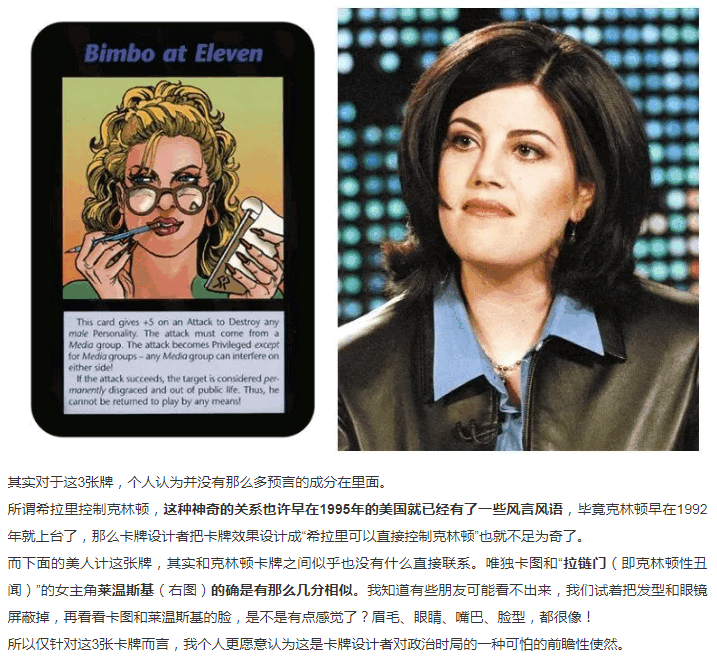 Bimbo at Eleven
This card gives +5 on an Attack to Destroy any
male Personality. The attack must come from a
Media group. The attack becomes Privileged except
for Media groups – any Media group can interfere on
either side!
If the attack succeeds, the target is considered per-
manently disgraced and out of public life. Thus, he
cannot be returned to play by any means!
其实对于这3张牌，个人认为并没有那么多预言的成分在里面。
所谓希拉里控制克林顿，这种神奇的关系也许早在1995年的美国就已经有了一些风言风语，毕竟克林顿早在1992
年就上台了，那么卡牌设计者把卡牌效果设计成“希拉里可以直接控制克林顿”也就不足为奇了。
而下面的美人计这张牌，其实和克林顿卡牌之间似乎也没有什么直接联系。唯独卡图和“拉链门（即克林顿性丑
闻）”的女主角莱温斯基（右图）的确是有那么几分相似。我知道有些朋友可能看不出来，我们试着把发型和眼镜
屏蔽掉，再看看卡图和莱温斯基的脸，是不是有点感觉了？眉毛、眼睛、嘴巴、脸型，都很像！
所以仅针对这3张卡牌而言，我个人更愿意认为这是卡牌设计者对政治时局的一种可怕的前瞻性使然。